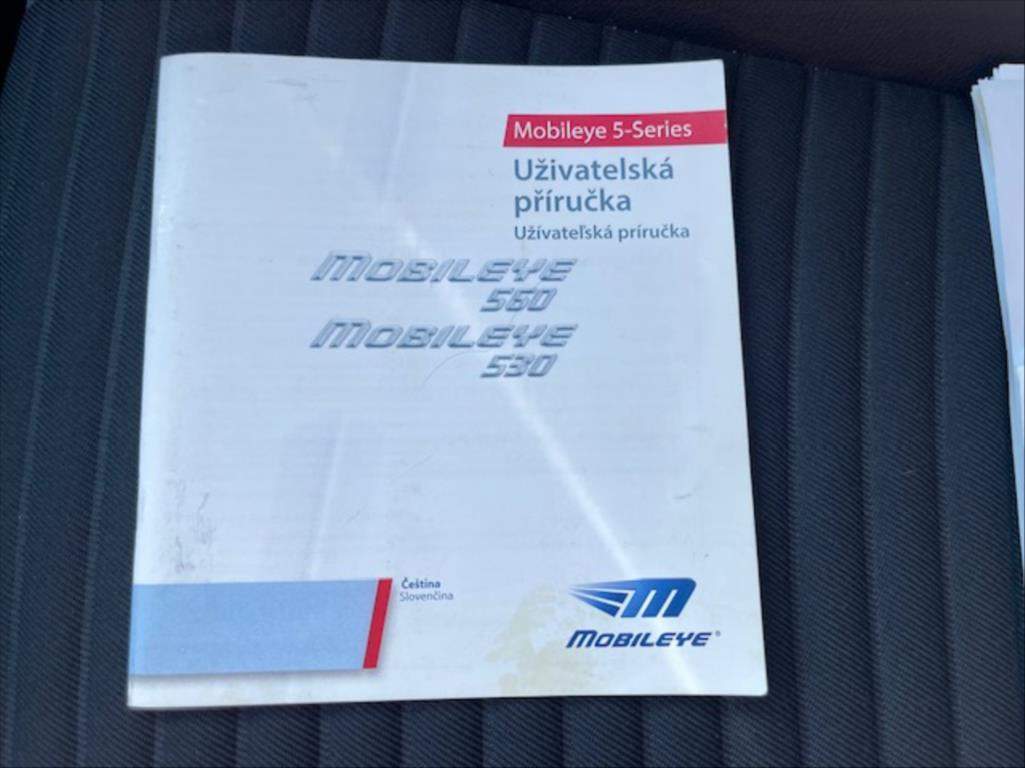 Mobileye 5-Series
Uživatelská
příručka
Užívateľská príručka
MOBILEYE
560
MOBILEYE
530
Čeština
Slovenčina
MOBILEYE®